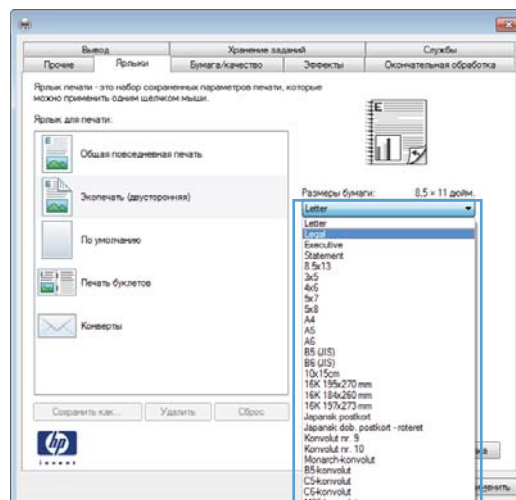 Вывод Хранение заданий Службы
Прочие Ярлыки Бумага/качество Эффекты Окончательная обработка
Ярлык печати - это набор сохраненных параметров печати, которые
можно применить одним щелчком мыши.
Ярлык для печати:
Общая повседневная печать
Экопечать (двусторонняя)
По умолчанию
Печать буклетов
Конверты
Сохранить как... Удалить Сброс
hp
invent
E
Размеры бумаги: 8,5 × 11 дюйм.
Letter
Letter
Legal
Executive
Statement
8.5x13
3x5
4x6
5x7
5x8
A4
A5
A6
B5 (JIS)
B6 (JIS)
10x15cm
16K 195x270 mm
16K 184x260 mm
16K 197x273 mm
Japansk postkort
Japansk dob. postkort - roteret
Konvolut nr. 9
Konvolut nr. 10
Monarch-konvolut
B5-konvolut
C5-konvolut
C6-konvolut